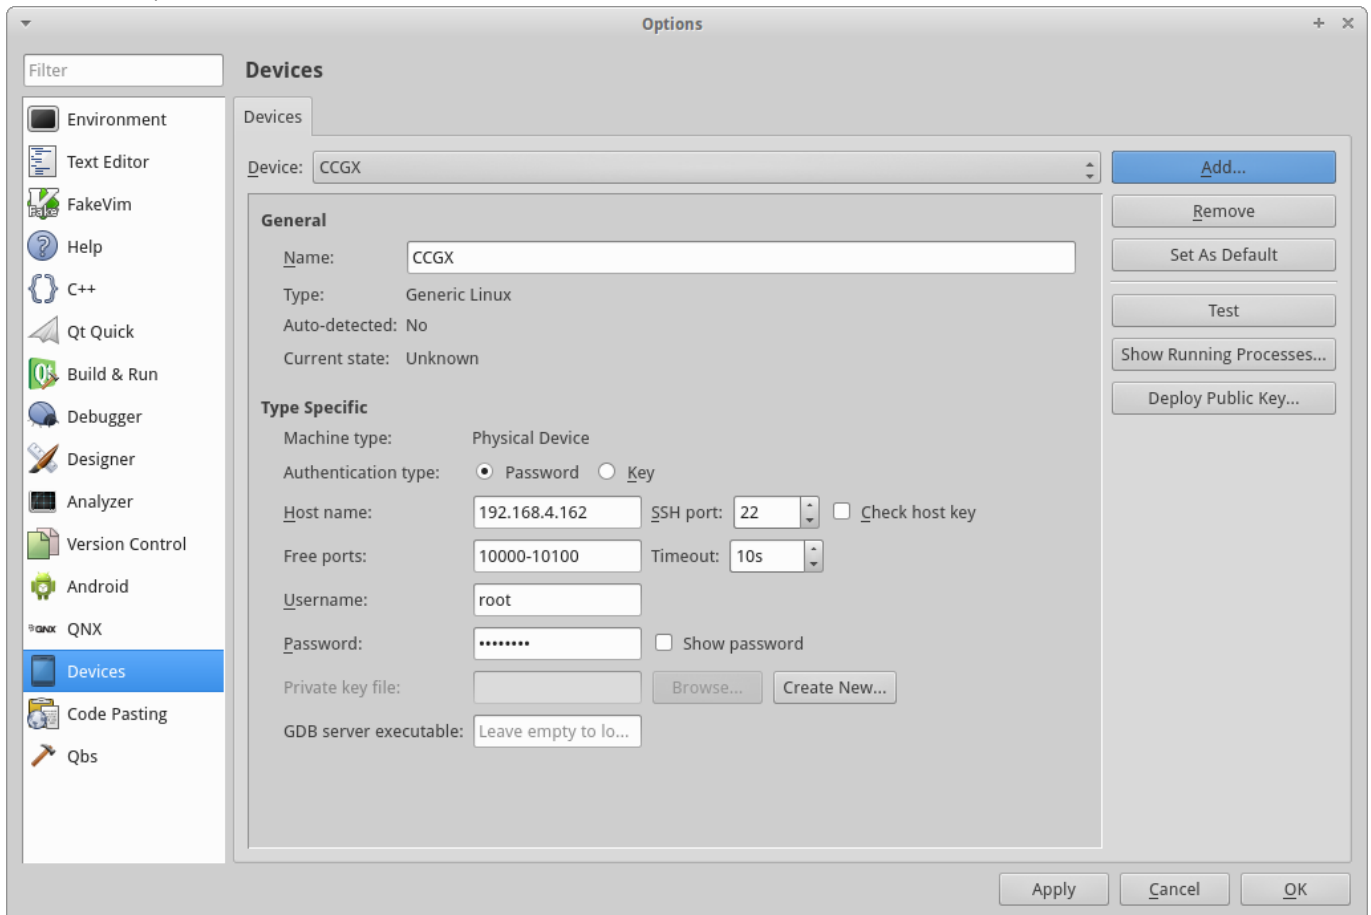 Options
Filter
Devices
Environment
Text Editor
FakeVim
Help
C++
Qt Quick
Build & Run
Debugger
Designer
Analyzer
Version Control
Android
QNX
Devices
Code Pasting
Qbs
Devices
Device: CCGX
Add...
Remove
Set As Default
Test
Show Running Processes...
Deploy Public Key...
General
Name: CCGX
Type: Generic Linux
Auto-detected: No
Current state: Unknown
Type Specific
Machine type: Physical Device
Authentication type: Password Key
Host name: 192.168.4.162 SSH port: 22 Check host key
Free ports: 10000-10100 Timeout: 10s
Username: root
Password: •••••••• Show password
Private key file: Browse... Create New...
GDB server executable: Leave empty to lo...
Apply Cancel OK